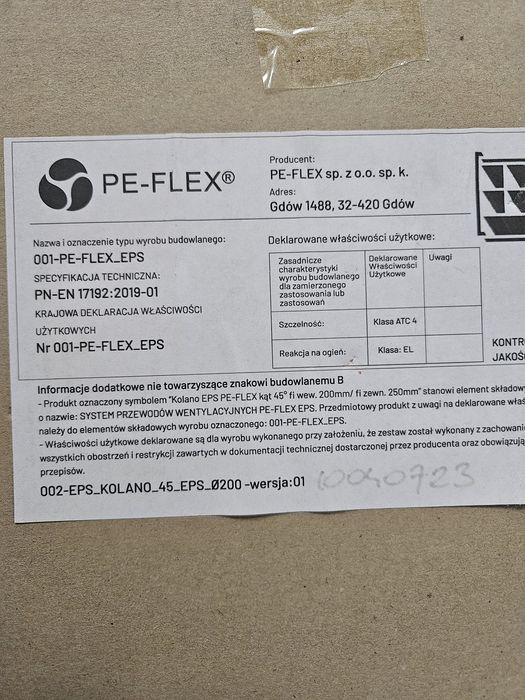 PE-FLEX®
Producent:
PE-FLEX sp. z o.o. sp. k.
Adres:
Gdów 1488, 32-420 Gdów
Nazwa i oznaczenie typu wyrobu budowlanego:
001-PE-FLEX_EPS
SPECYFIKACJA TECHNICZNA:
PN-EN 17192:2019-01
KRAJOWA DEKLARACJA WŁAŚCIWOŚCI
UŻYTKOWYCH
Nr 001-PE-FLEX_EPS
Deklarowane właściwości użytkowe:
Zasadnicze
charakterystyki
wyrobu budowlanego
dla zamierzonego
zastosowania lub
zastosowań
Deklarowane
Właściwości
Użytkowe
Uwagi
Szczelność:
Klasa ATC 4
Reakcja na ogień:
Klasa: EL
KONTR
JAKOŚ
Informacje dodatkowe nie towarzyszące znakowi budowlanemu B
- Produkt oznaczony symbolem "Kolano EPS PE-FLEX kąt 45° fi wew. 200mm/ fi zewn. 250mm" stanowi element składow
o nazwie: SYSTEM PRZEWODÓW WENTYLACYJNYCH PE-FLEX EPS. Przedmiotowy produkt z uwagi na deklarowane właś
należy do elementów składowych wyrobu oznaczonego: 001-PE-FLEX_EPS.
- Właściwości użytkowe deklarowane są dla wyrobu wykonanego przy założeniu, że zestaw został wykonany z zachowani
wszystkich obostrzeń i restrykcji zawartych w dokumentacji technicznej dostarczonej przez producenta oraz obowiązują
przepisów.
002-EPS_KOLANO_45_EPS_Ø200 -wersja:01 10040723